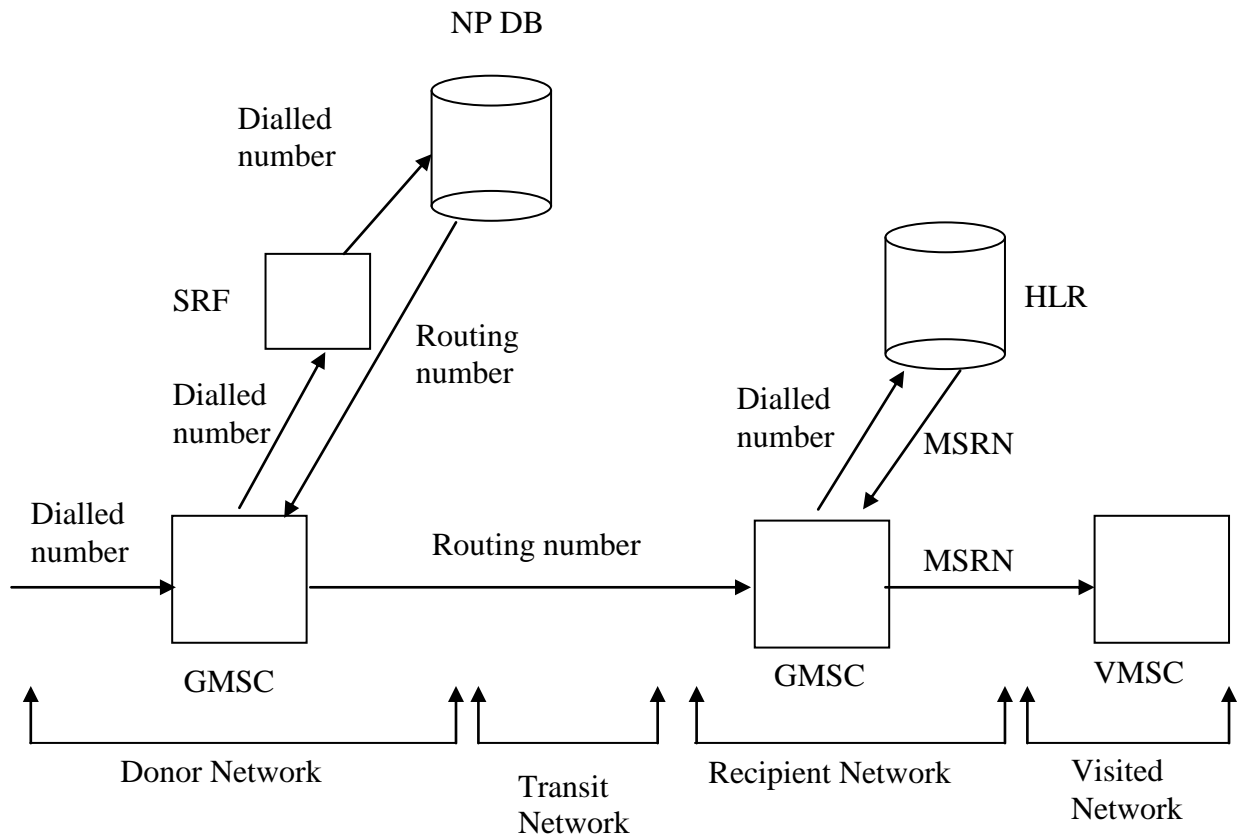 NP DB
Dialled
number
SRF
HLR
Routing
number
Dialled
number
Dialled
number
MSRN
Dialled
number
Routing number
MSRN
GMSC
GMSC
VMSC
Donor Network
Transit
Network
Recipient Network
Visited
Network